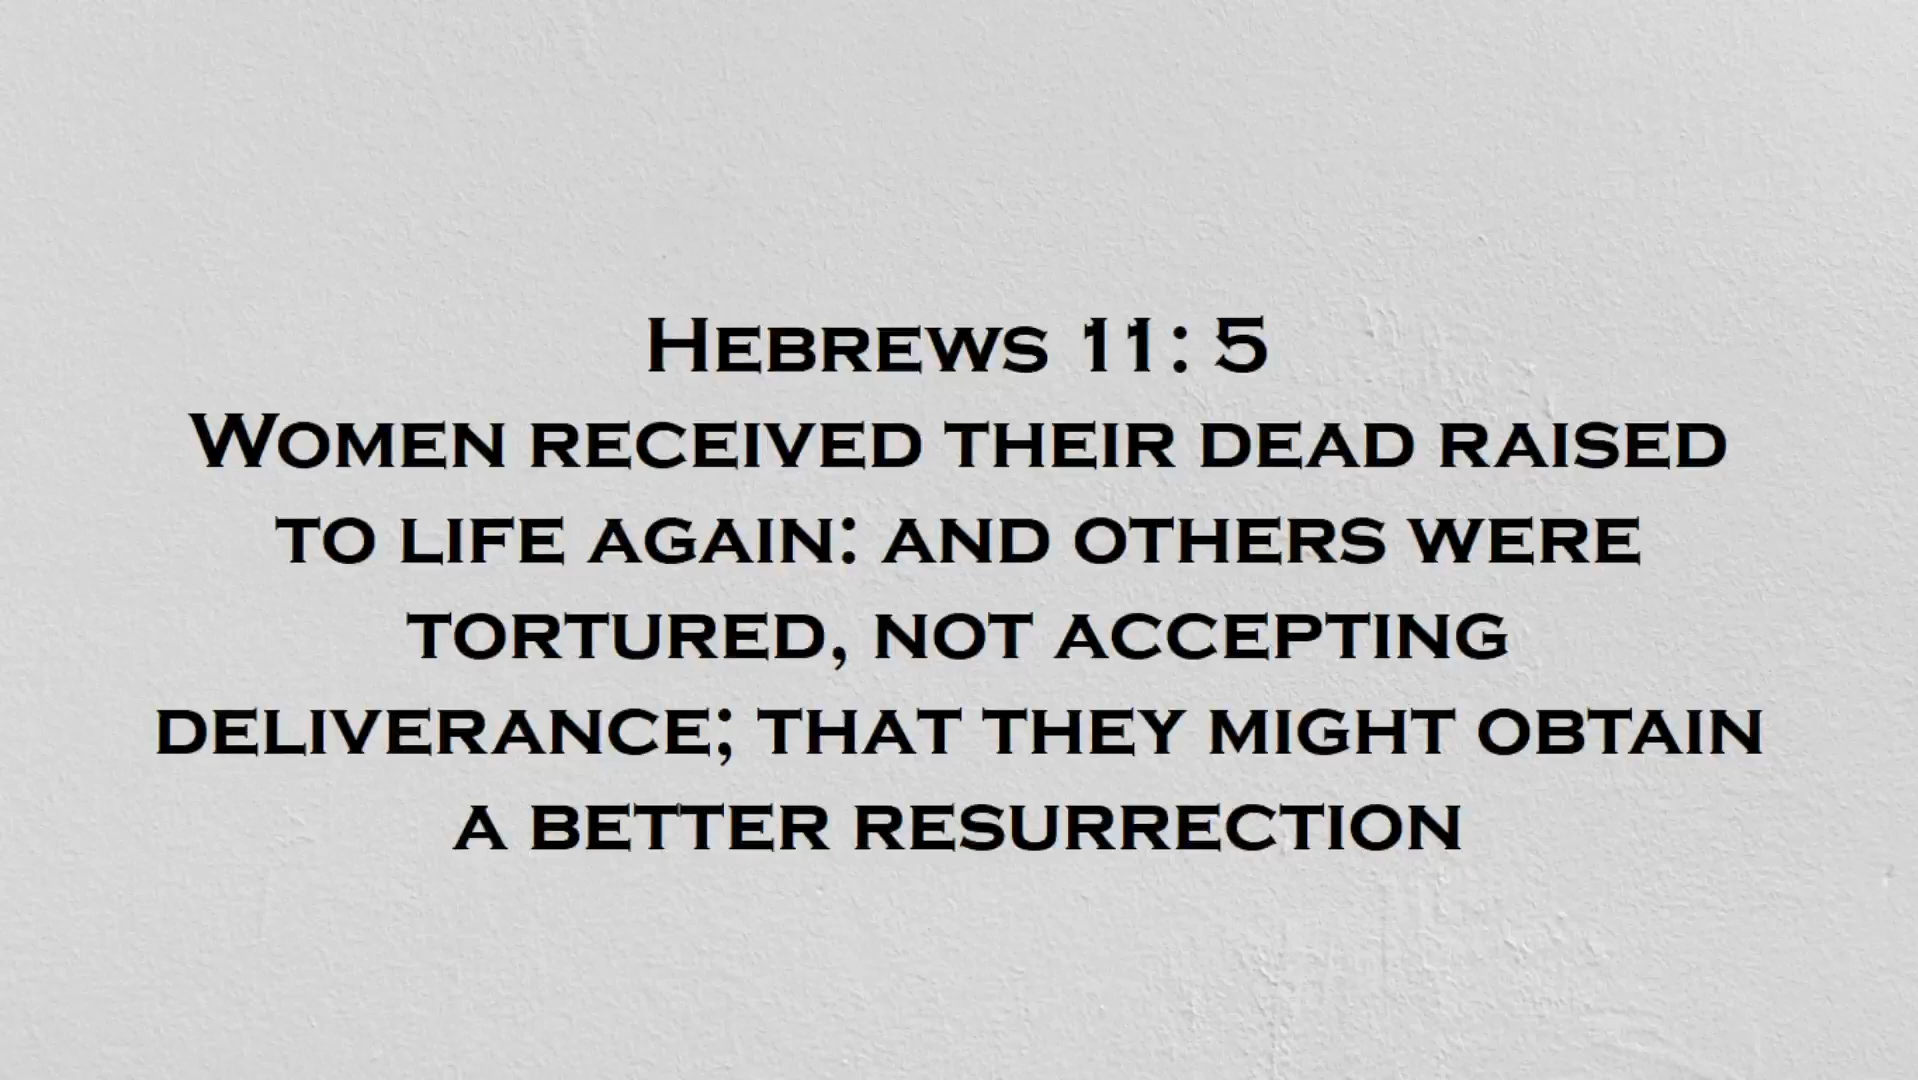 Hebrews 11: 5
Women received their dead raised
to life again: and others were
tortured, not accepting
deliverance; that they might obtain
a better resurrection